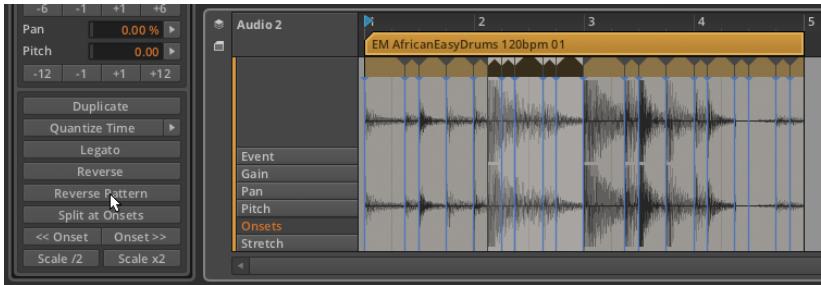 -6 -1 +1 +6
Pan 0.00 %
Pitch 0.00
-12 -1 +1 +12
Duplicate
Quantize Time
Legato
Reverse
Reverse Pattern
Split at Onsets
<< Onset Onset >>
Scale /2 Scale x2
Audio 2
1 2 3 4 5
EM AfricanEasyDrums 120bpm 01
Event
Gain
Pan
Pitch
Onsets
Stretch